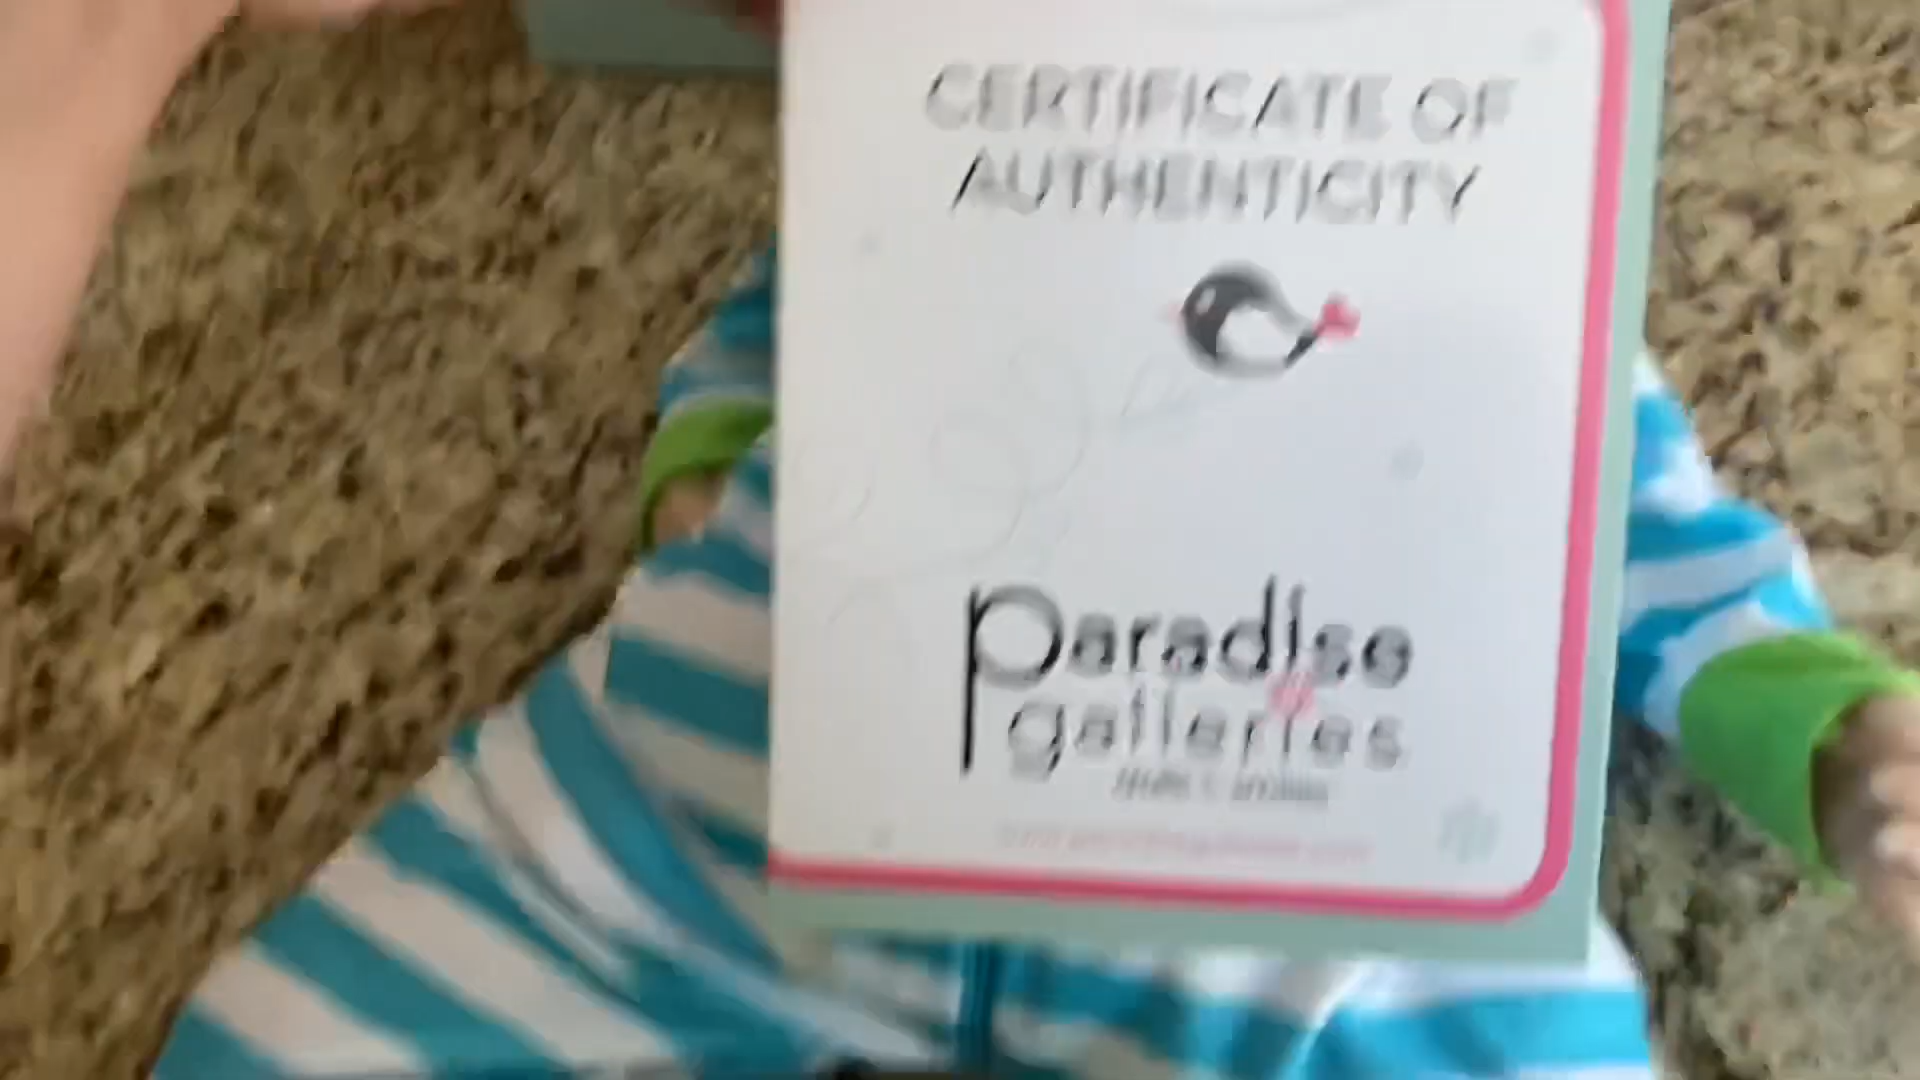 CERTIFICATE OF
AUTHENTICITY
paradise
galleries